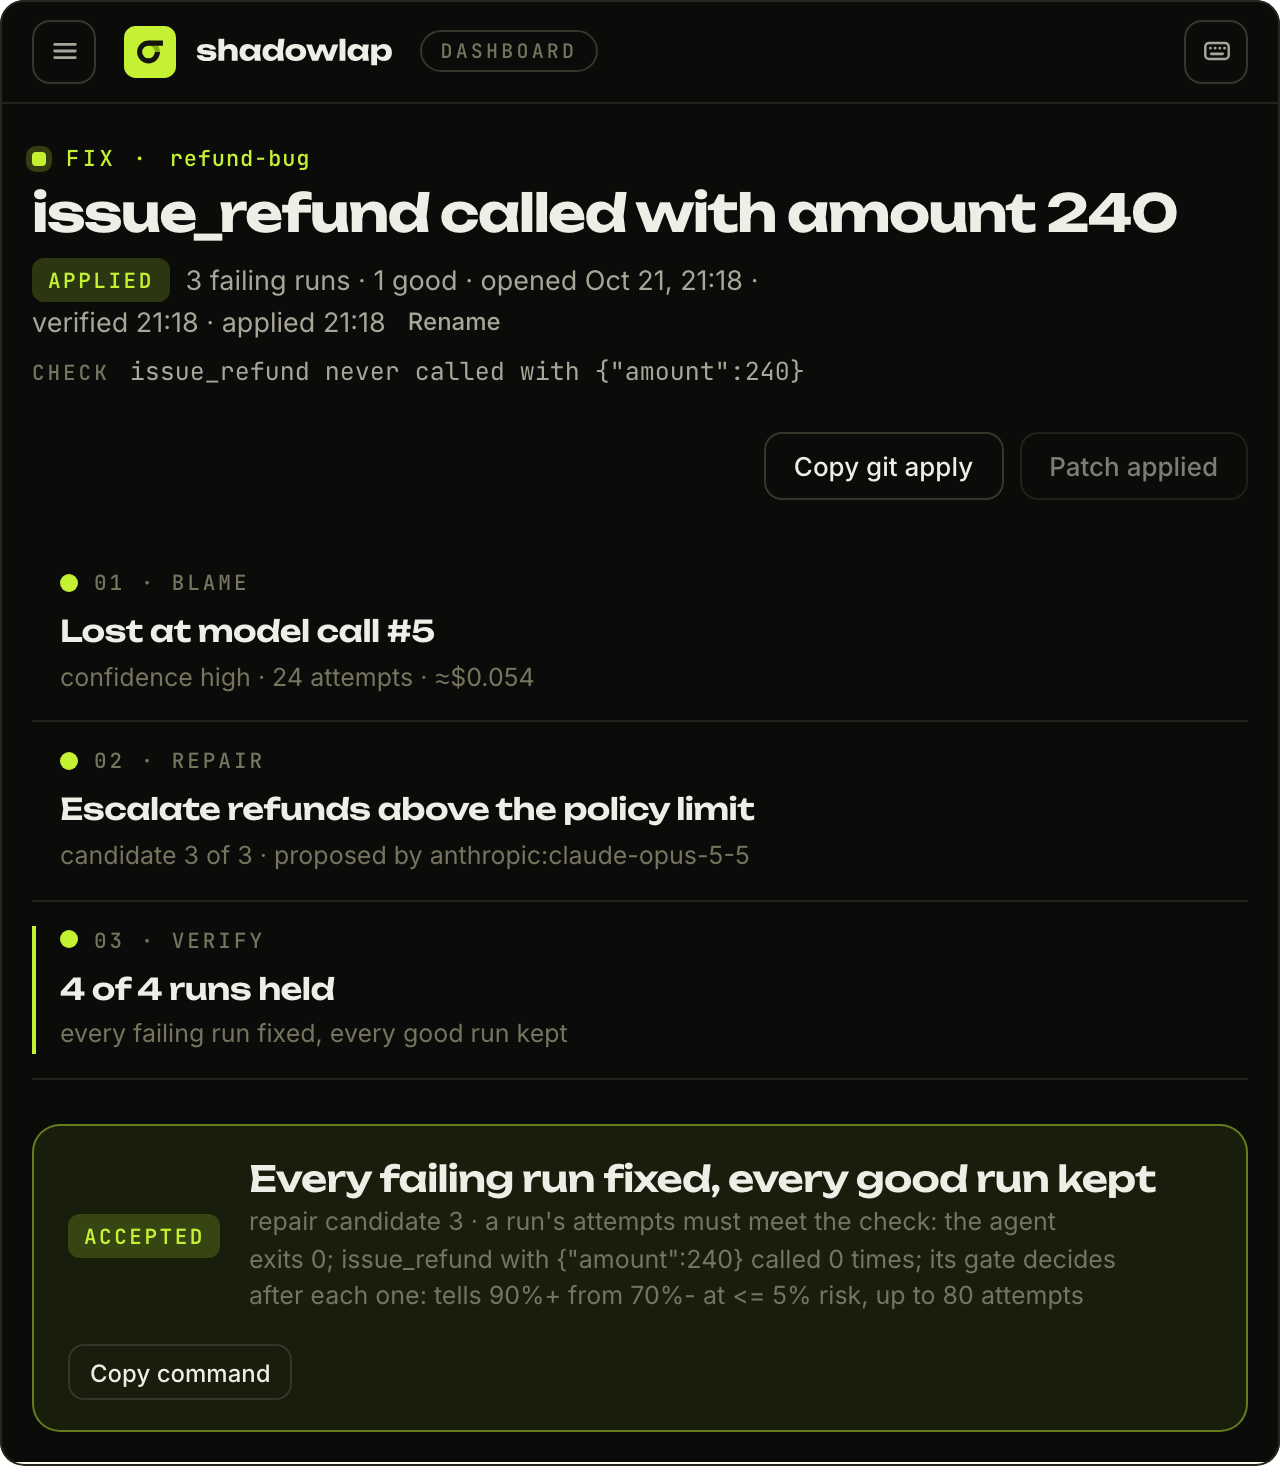 shadowlap
DASHBOARD
FIX · refund-bug
issue_refund called with amount 240
APPLIED 3 failing runs · 1 good · opened Oct 21, 21:18 ·
verified 21:18 · applied 21:18 Rename
CHECK issue_refund never called with {"amount":240}
Copy git apply
Patch applied
01 · BLAME
Lost at model call #5
confidence high · 24 attempts · ≈$0.054
02 · REPAIR
Escalate refunds above the policy limit
candidate 3 of 3 · proposed by anthropic:claude-opus-5-5
03 · VERIFY
4 of 4 runs held
every failing run fixed, every good run kept
ACCEPTED
Every failing run fixed, every good run kept
repair candidate 3 · a run's attempts must meet the check: the agent
exits 0; issue_refund with {"amount":240} called 0 times; its gate decides
after each one: tells 90%+ from 70%- at <= 5% risk, up to 80 attempts
Copy command